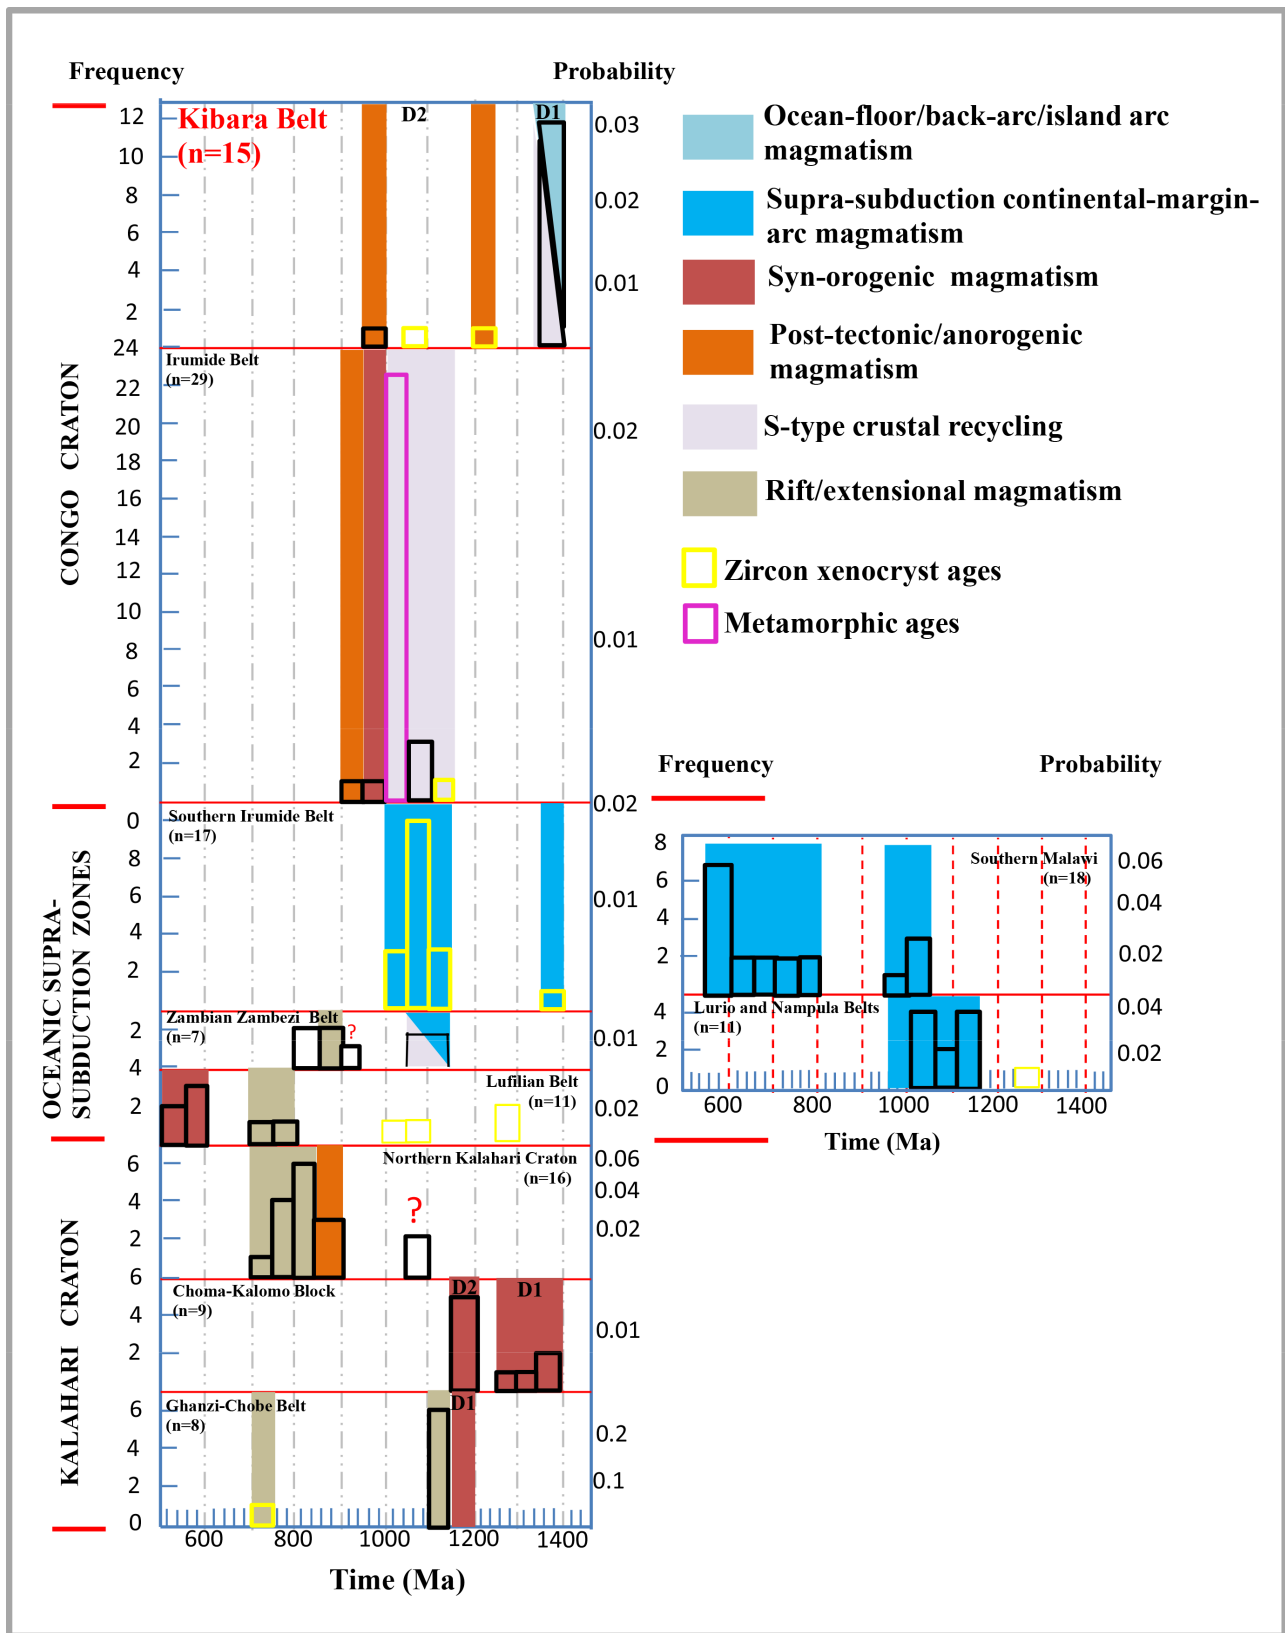 Frequency
Probability
Kibara Belt
(n=15)
D2
D1
12
10
8
6
4
2
24
0.03
0.02
0.01
Ocean-floor/back-arc/island arc
magmatism
Supra-subduction continental-margin-
arc magmatism
Syn-orogenic magmatism
Post-tectonic/anorogenic
magmatism
S-type crustal recycling
Rift/extensional magmatism
Zircon xenocryst ages
Metamorphic ages
CONGO CRATON
Irumide Belt
(n=29)
22
20
18
16
14
12
10
8
6
4
2
0.02
0.01
0.02
OCEANIC SUPRA-
SUBDUCTION ZONES
Southern Irumide Belt
(n=17)
0
8
6
4
2
0.01
Zambian Zambezi Belt
(n=7)
?
2
4
0.01
Lufilian Belt
(n=11)
2
0.02
KALAHARI CRATON
Northern Kalahari Craton
(n=16)
?
6
4
2
6
0.06
0.04
0.02
Choma-Kalomo Block
(n=9)
D2
D1
4
2
0.01
Ghanzi-Chobe Belt
(n=8)
D1
6
4
2
0
0.2
0.1
600
800
1000
1200
1400
Time (Ma)
Frequency
Probability
Southern Malawi
(n=18)
8
6
4
2
0.06
0.04
0.02
Lurio and Nampula Belts
(n=11)
4
2
0
0.04
0.02
600
800
1000
1200
1400
Time (Ma)